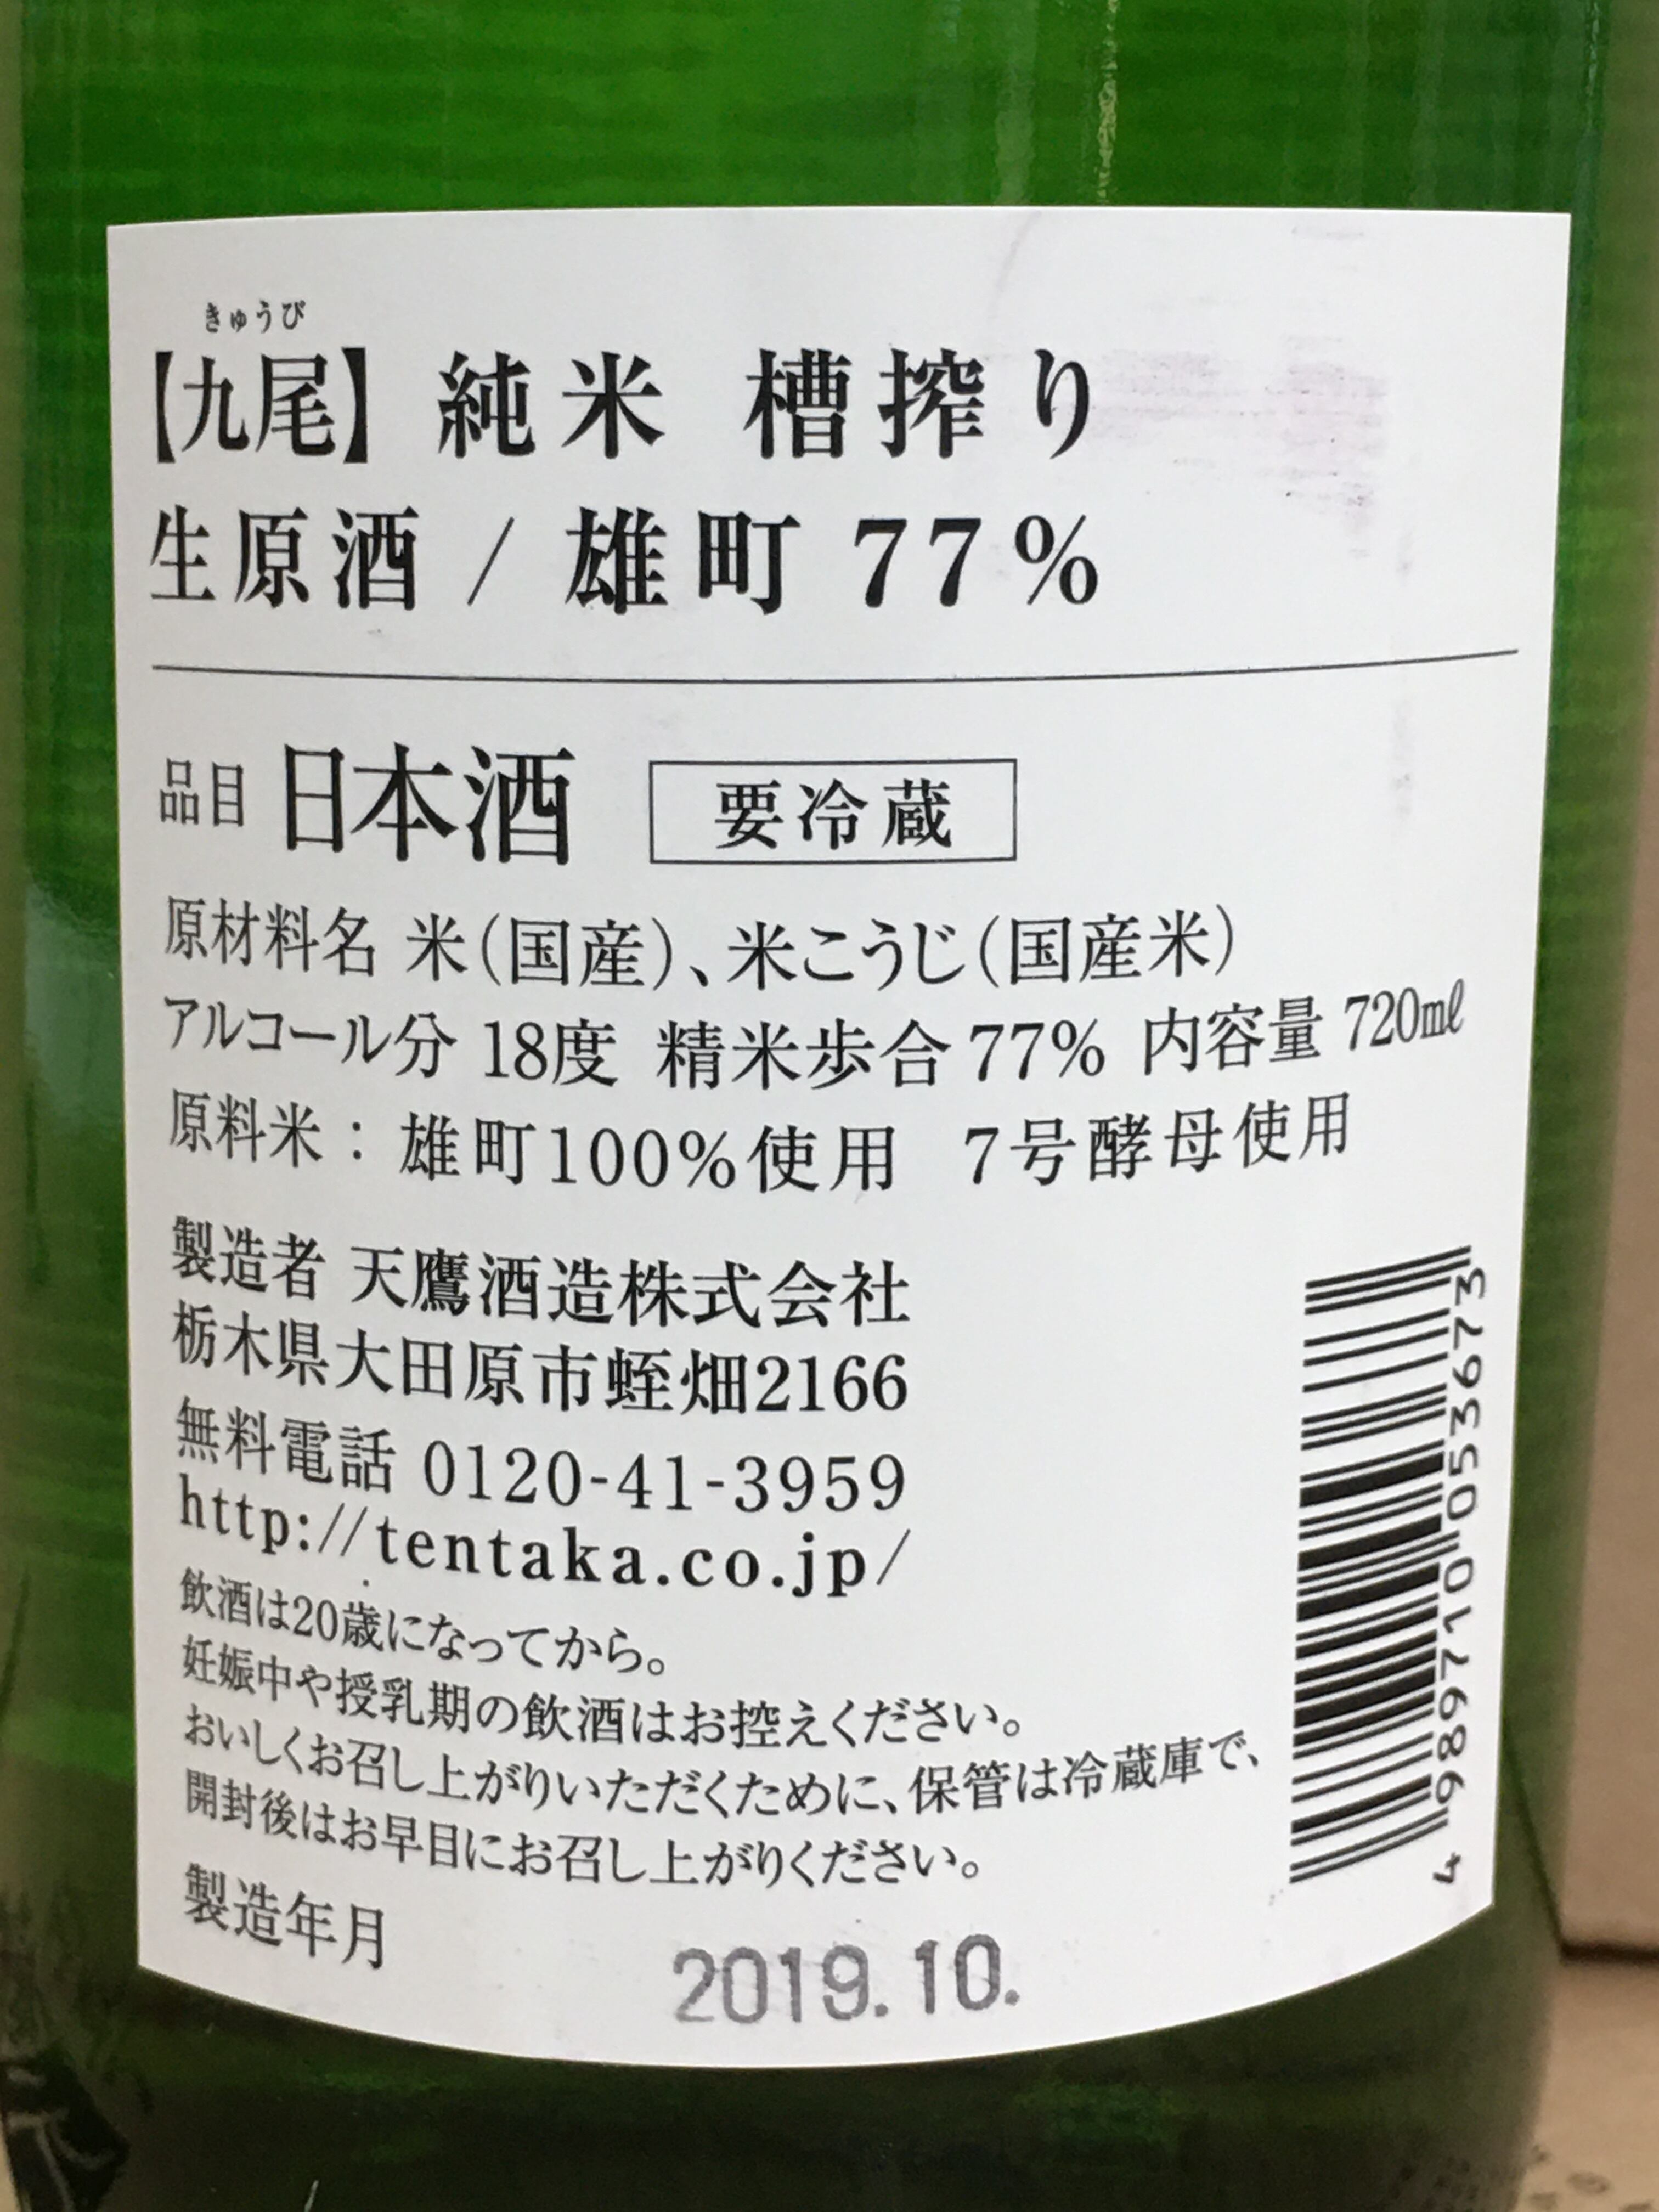 きゅうび
【九尾】 純米 槽搾り
生原酒 / 雄町 77%
品目 日本酒 要冷蔵
原材料名 米(国産)、米こうじ(国産米)
アルコール分 18度 精米歩合77% 内容量 720㎖
原料米: 雄町100%使用 7号酵母使用
製造者 天鷹酒造株式会社
栃木県大田原市蛭畑2166
無料電話 0120-41-3959
http://tentaka.co.jp/
飲酒は20歳になってから。
妊娠中や授乳期の飲酒はお控えください。
おいしくお召し上がりいただくために、保管は冷蔵庫で、
開封後はお早目にお召し上がりください。
製造年月 2019.10.
4 989710 053673